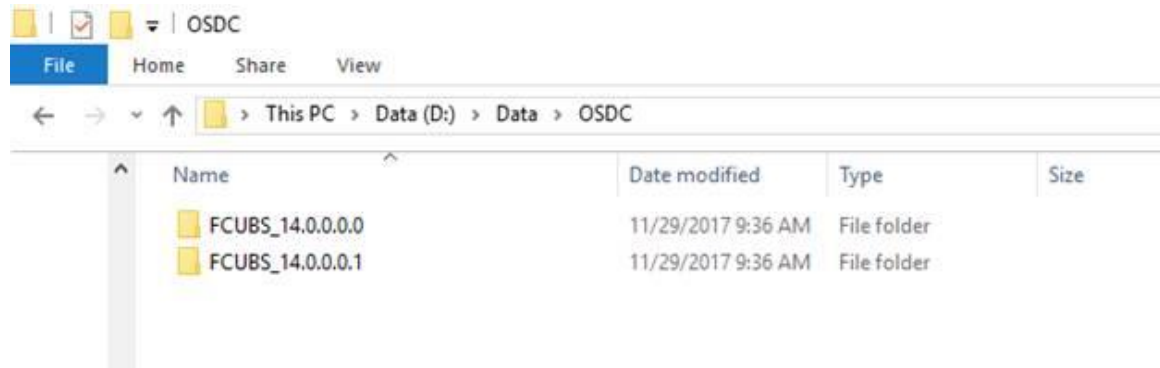 OSDC
File Home Share View
This PC > Data (D:) > Data > OSDC
Name Date modified Type Size
FCUBS_14.0.0.0.0 11/29/2017 9:36 AM File folder
FCUBS_14.0.0.0.1 11/29/2017 9:36 AM File folder